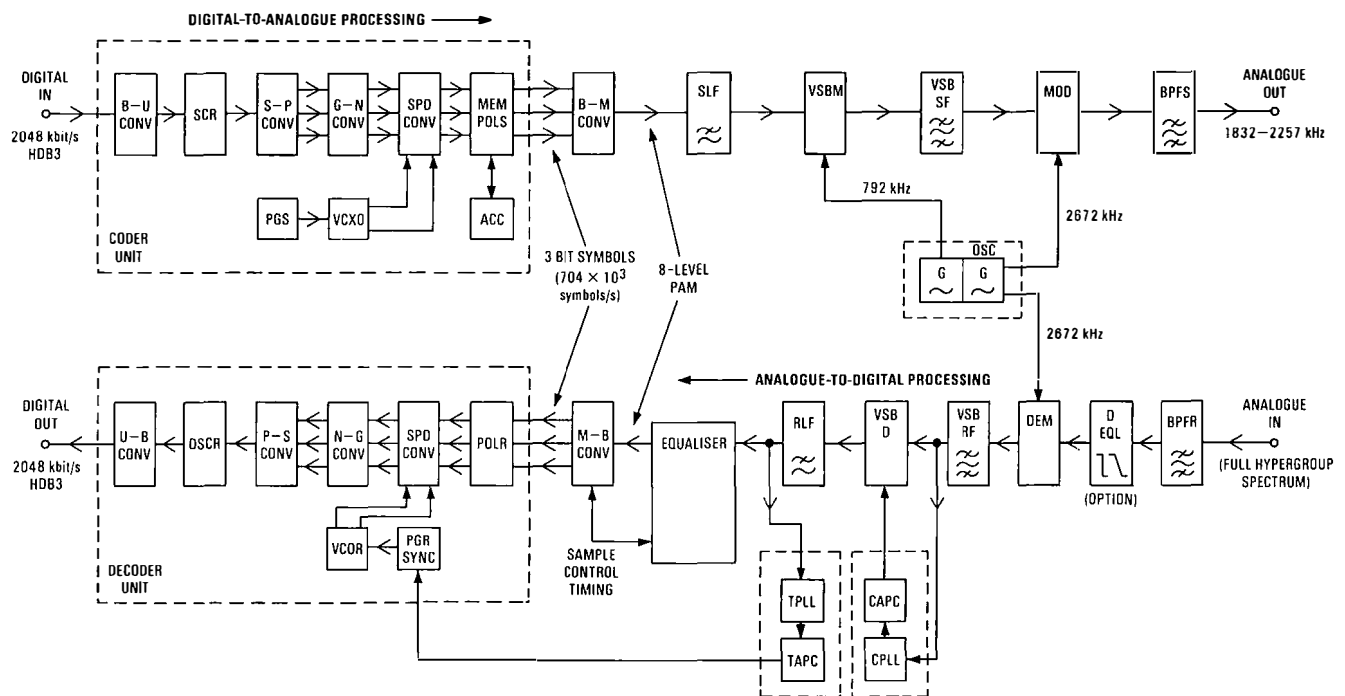 DIGITAL-TO-ANALOGUE PROCESSING
DIGITAL
IN
2048 kbit/s
HDB3
B-U
CONV
SCR
S-P
CONV
G-N
CONV
SPD
CONV
MEM
POLS
B-M
CONV
SLF
VSBM
VSB
SF
MOD
BPFS
ANALOGUE
OUT
1832-2257 kHz
PGS
VCXO
ACC
CODER
UNIT
3 BIT SYMBOLS
(704 × 10³
symbols/s)
8-LEVEL
PAM
792 kHz
2672 kHz
OSC
G
G
2672 kHz
ANALOGUE-TO-DIGITAL PROCESSING
DIGITAL
OUT
2048 kbit/s
HDB3
U-B
CONV
DSCR
P-S
CONV
N-G
CONV
SPD
CONV
POLR
M-B
CONV
EQUALISER
RLF
VSB
D
VSB
RF
DEM
D
EQL
(OPTION)
BPFR
ANALOGUE
IN
(FULL HYPERGROUP
SPECTRUM)
VCOR
PGR
SYNC
DECODER
UNIT
SAMPLE
CONTROL
TIMING
TPLL
TAPC
CAPC
CPLL